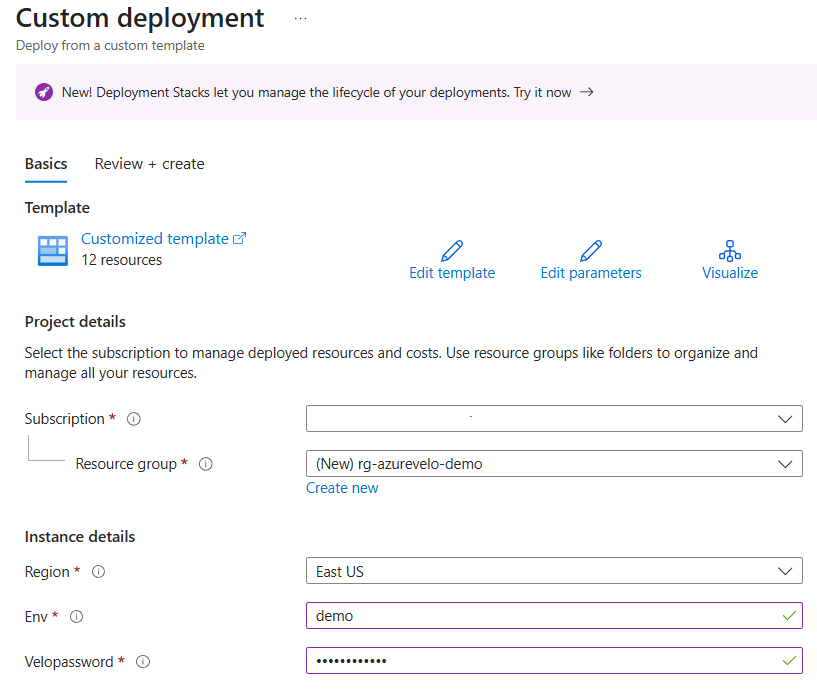 Custom deployment ...
Deploy from a custom template
New! Deployment Stacks let you manage the lifecycle of your deployments. Try it now →
Basics Review + create
Template
Customized template
12 resources
Edit template Edit parameters Visualize
Project details
Select the subscription to manage deployed resources and costs. Use resource groups like folders to organize and
manage all your resources.
Subscription *
Resource group * (New) rg-azurevelo-demo
Create new
Instance details
Region * East US
Env * demo
Velopassword * ••••••••••••